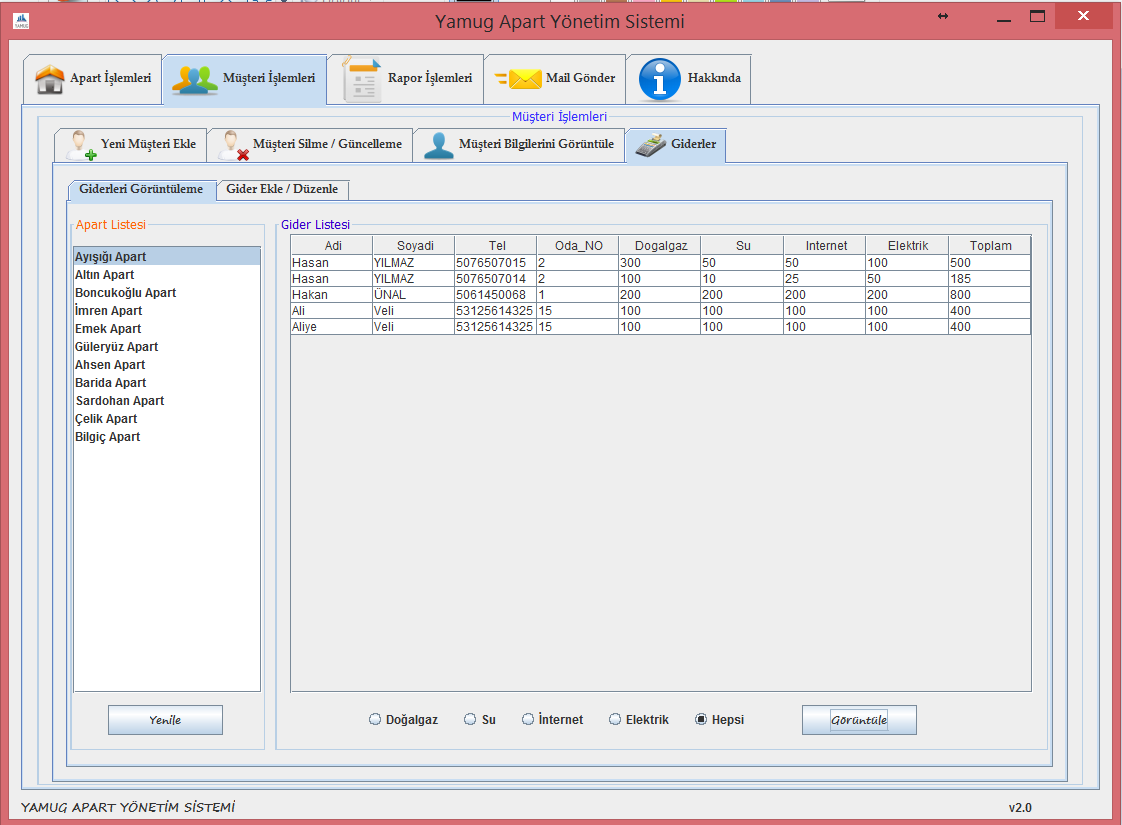 Yamug Apart Yönetim Sistemi
Apart İşlemleri Müşteri İşlemleri Rapor İşlemleri Mail Gönder Hakkında
Müşteri İşlemleri
Yeni Müşteri Ekle Müşteri Silme / Güncelleme Müşteri Bilgilerini Görüntüle Giderler
Giderleri Görüntüleme Gider Ekle / Düzenle
Apart Listesi
Ayışığı Apart
Altın Apart
Boncukoğlu Apart
İmren Apart
Emek Apart
Güleryüz Apart
Ahsen Apart
Barida Apart
Sardohan Apart
Çelik Apart
Bilgiç Apart
Yenile
Gider Listesi
Adi Soyadi Tel Oda_NO Dogalgaz Su Internet Elektrik Toplam
Hasan YILMAZ 5076507015 2 300 50 50 100 500
Hasan YILMAZ 5076507014 2 100 10 25 50 185
Hakan ÜNAL 5061450068 1 200 200 200 200 800
Ali Veli 53125614325 15 100 100 100 100 400
Aliye Veli 53125614325 15 100 100 100 100 400
Doğalgaz Su İnternet Elektrik Hepsi Görüntüle
YAMUG APART YÖNETİM SİSTEMİ v2.0